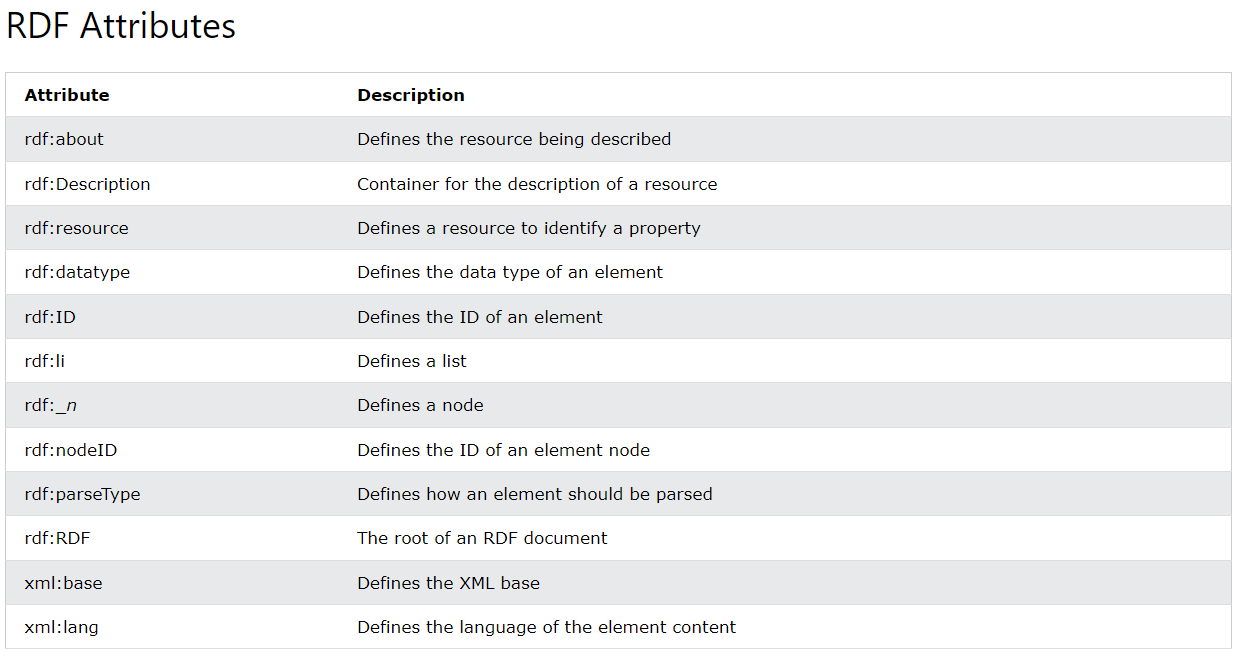 RDF Attributes
Attribute Description
rdf:about Defines the resource being described
rdf:Description Container for the description of a resource
rdf:resource Defines a resource to identify a property
rdf:datatype Defines the data type of an element
rdf:ID Defines the ID of an element
rdf:li Defines a list
rdf:_n Defines a node
rdf:nodeID Defines the ID of an element node
rdf:parseType Defines how an element should be parsed
rdf:RDF The root of an RDF document
xml:base Defines the XML base
xml:lang Defines the language of the element content